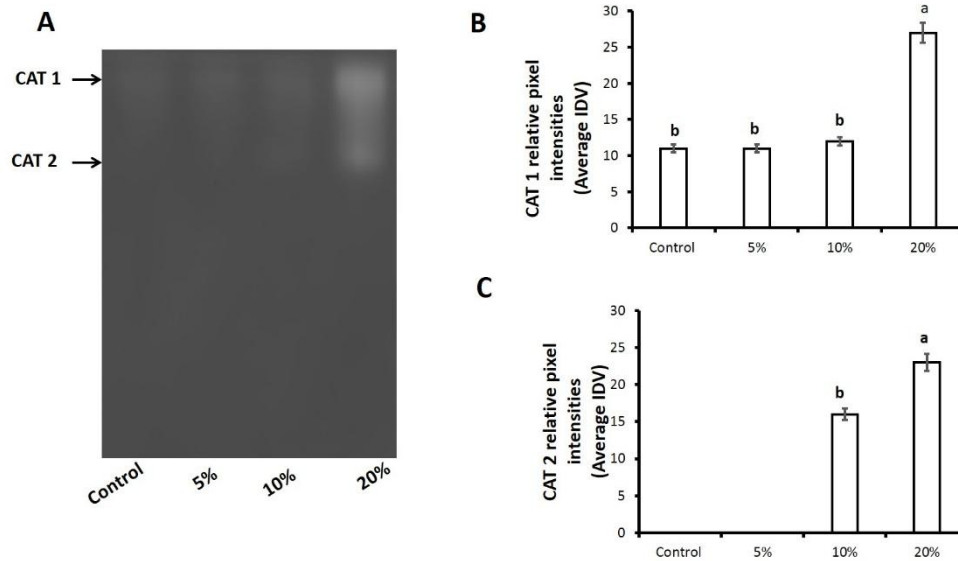 A
CAT 1
CAT 2
Control
5%
10%
20%
B
CAT 1 relative pixel
intensities
(Average IDV)
30
25
20
15
10
5
0
b
b
b
a
Control
5%
10%
20%
C
CAT 2 relative pixel
intensities
(Average IDV)
30
25
20
15
10
5
0
b
a
Control
5%
10%
20%